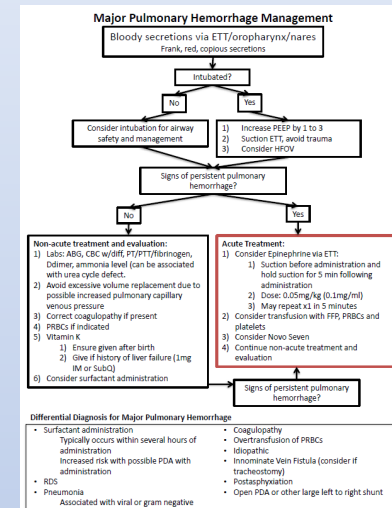 Major Pulmonary Hemorrhage Management
Bloody secretions via ETT/oropharynx/nares
Frank, red, copious secretions
Intubated?
No
Yes
Consider intubation for airway
safety and management
1) Increase PEEP by 1 to 3
2) Suction ETT, avoid trauma
3) Consider HFOV
Signs of persistent pulmonary
hemorrhage?
No
Yes
Non-acute treatment and evaluation:
1) Labs: ABG, CBC w/diff, PT/PTT/fibrinogen,
Ddimer, ammonia level (can be associated
with urea cycle defect.
2) Avoid excessive volume replacement due to
possible increased pulmonary capillary
venous pressure
3) Correct coagulopathy if present
4) PRBCs if indicated
5) Vitamin K
1) Ensure given after birth
2) Give if history of liver failure (1mg
IM or SubQ)
6) Consider surfactant administration
Acute Treatment:
1) Consider Epinephrine via ETT:
1) Suction before administration and
hold suction for 5 min following
administration
2) Dose: 0.05mg/kg (0.1mg/ml)
3) May repeat x1 in 5 minutes
2) Consider transfusion with FFP, PRBCs and
platelets
3) Consider Novo Seven
4) Continue non-acute treatment and
evaluation
Signs of persistent pulmonary
hemorrhage?
Differential Diagnosis for Major Pulmonary Hemorrhage
• Surfactant administration
Typically occurs within several hours of
administration
Increased risk with possible PDA with
administration
• RDS
• Pneumonia
Associated with viral or gram negative
• Coagulopathy
• Overtransfusion of PRBCs
• Idiopathic
• Innominate Vein Fistula (consider if
tracheostomy)
• Postasphyxiation
• Open PDA or other large left to right shunt